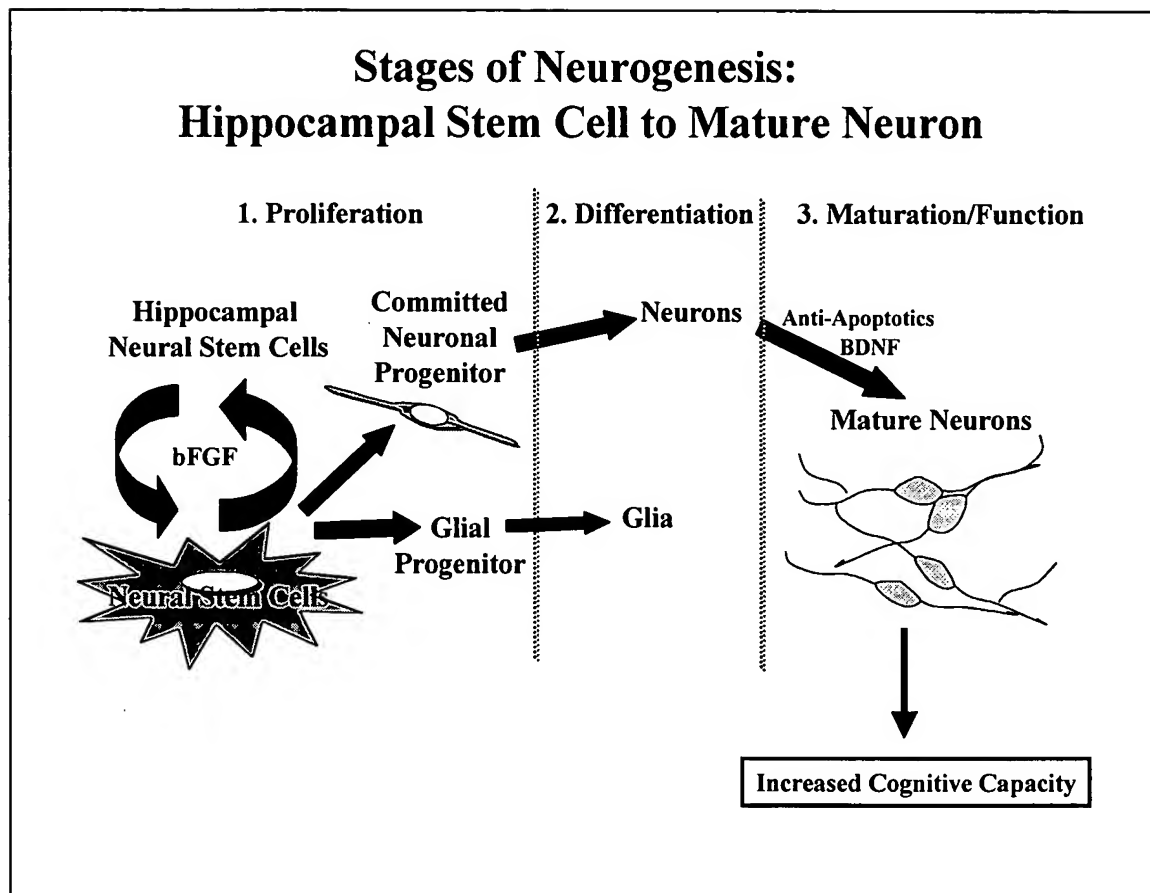 Stages of Neurogenesis:
Hippocampal Stem Cell to Mature Neuron
1. Proliferation
2. Differentiation
3. Maturation/Function
Hippocampal
Neural Stem Cells
bFGF
Neural Stem Cells
Committed
Neuronal
Progenitor
Glial
Progenitor
Neurons
Glia
Anti-Apoptotics
BDNF
Mature Neurons
Increased Cognitive Capacity